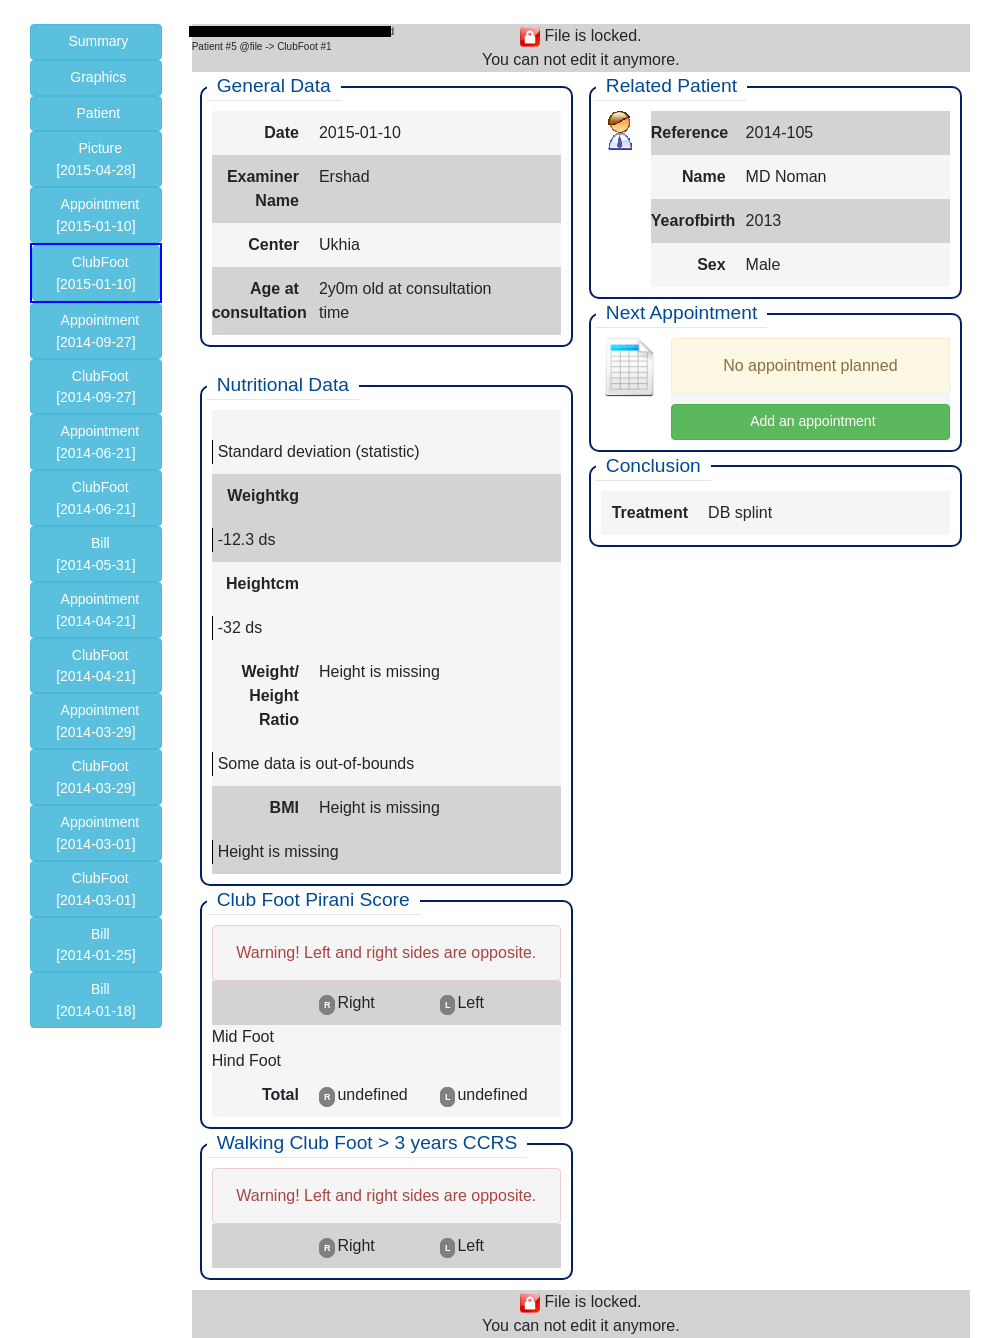 Summary
Graphics
Patient
Picture
[2015-04-28]
Appointment
[2015-01-10]
ClubFoot
[2015-01-10]
Appointment
[2014-09-27]
ClubFoot
[2014-09-27]
Appointment
[2014-06-21]
ClubFoot
[2014-06-21]
Bill
[2014-05-31]
Appointment
[2014-04-21]
ClubFoot
[2014-04-21]
Appointment
[2014-03-29]
ClubFoot
[2014-03-29]
Appointment
[2014-03-01]
ClubFoot
[2014-03-01]
Bill
[2014-01-25]
Bill
[2014-01-18]
Patient #5 @file -> ClubFoot #1
File is locked.
You can not edit it anymore.
General Data
Date 2015-01-10
Examiner Ershad
Name
Center Ukhia
Age at 2y0m old at consultation
consultation time
Nutritional Data
Standard deviation (statistic)
Weightkg
-12.3 ds
Heightcm
-32 ds
Weight/ Height is missing
Height
Ratio
Some data is out-of-bounds
BMI Height is missing
Height is missing
Club Foot Pirani Score
Warning! Left and right sides are opposite.
R Right L Left
Mid Foot
Hind Foot
Total R undefined L undefined
Walking Club Foot > 3 years CCRS
Warning! Left and right sides are opposite.
R Right L Left
Related Patient
Reference 2014-105
Name MD Noman
Yearofbirth 2013
Sex Male
Next Appointment
No appointment planned
Add an appointment
Conclusion
Treatment DB splint
File is locked.
You can not edit it anymore.